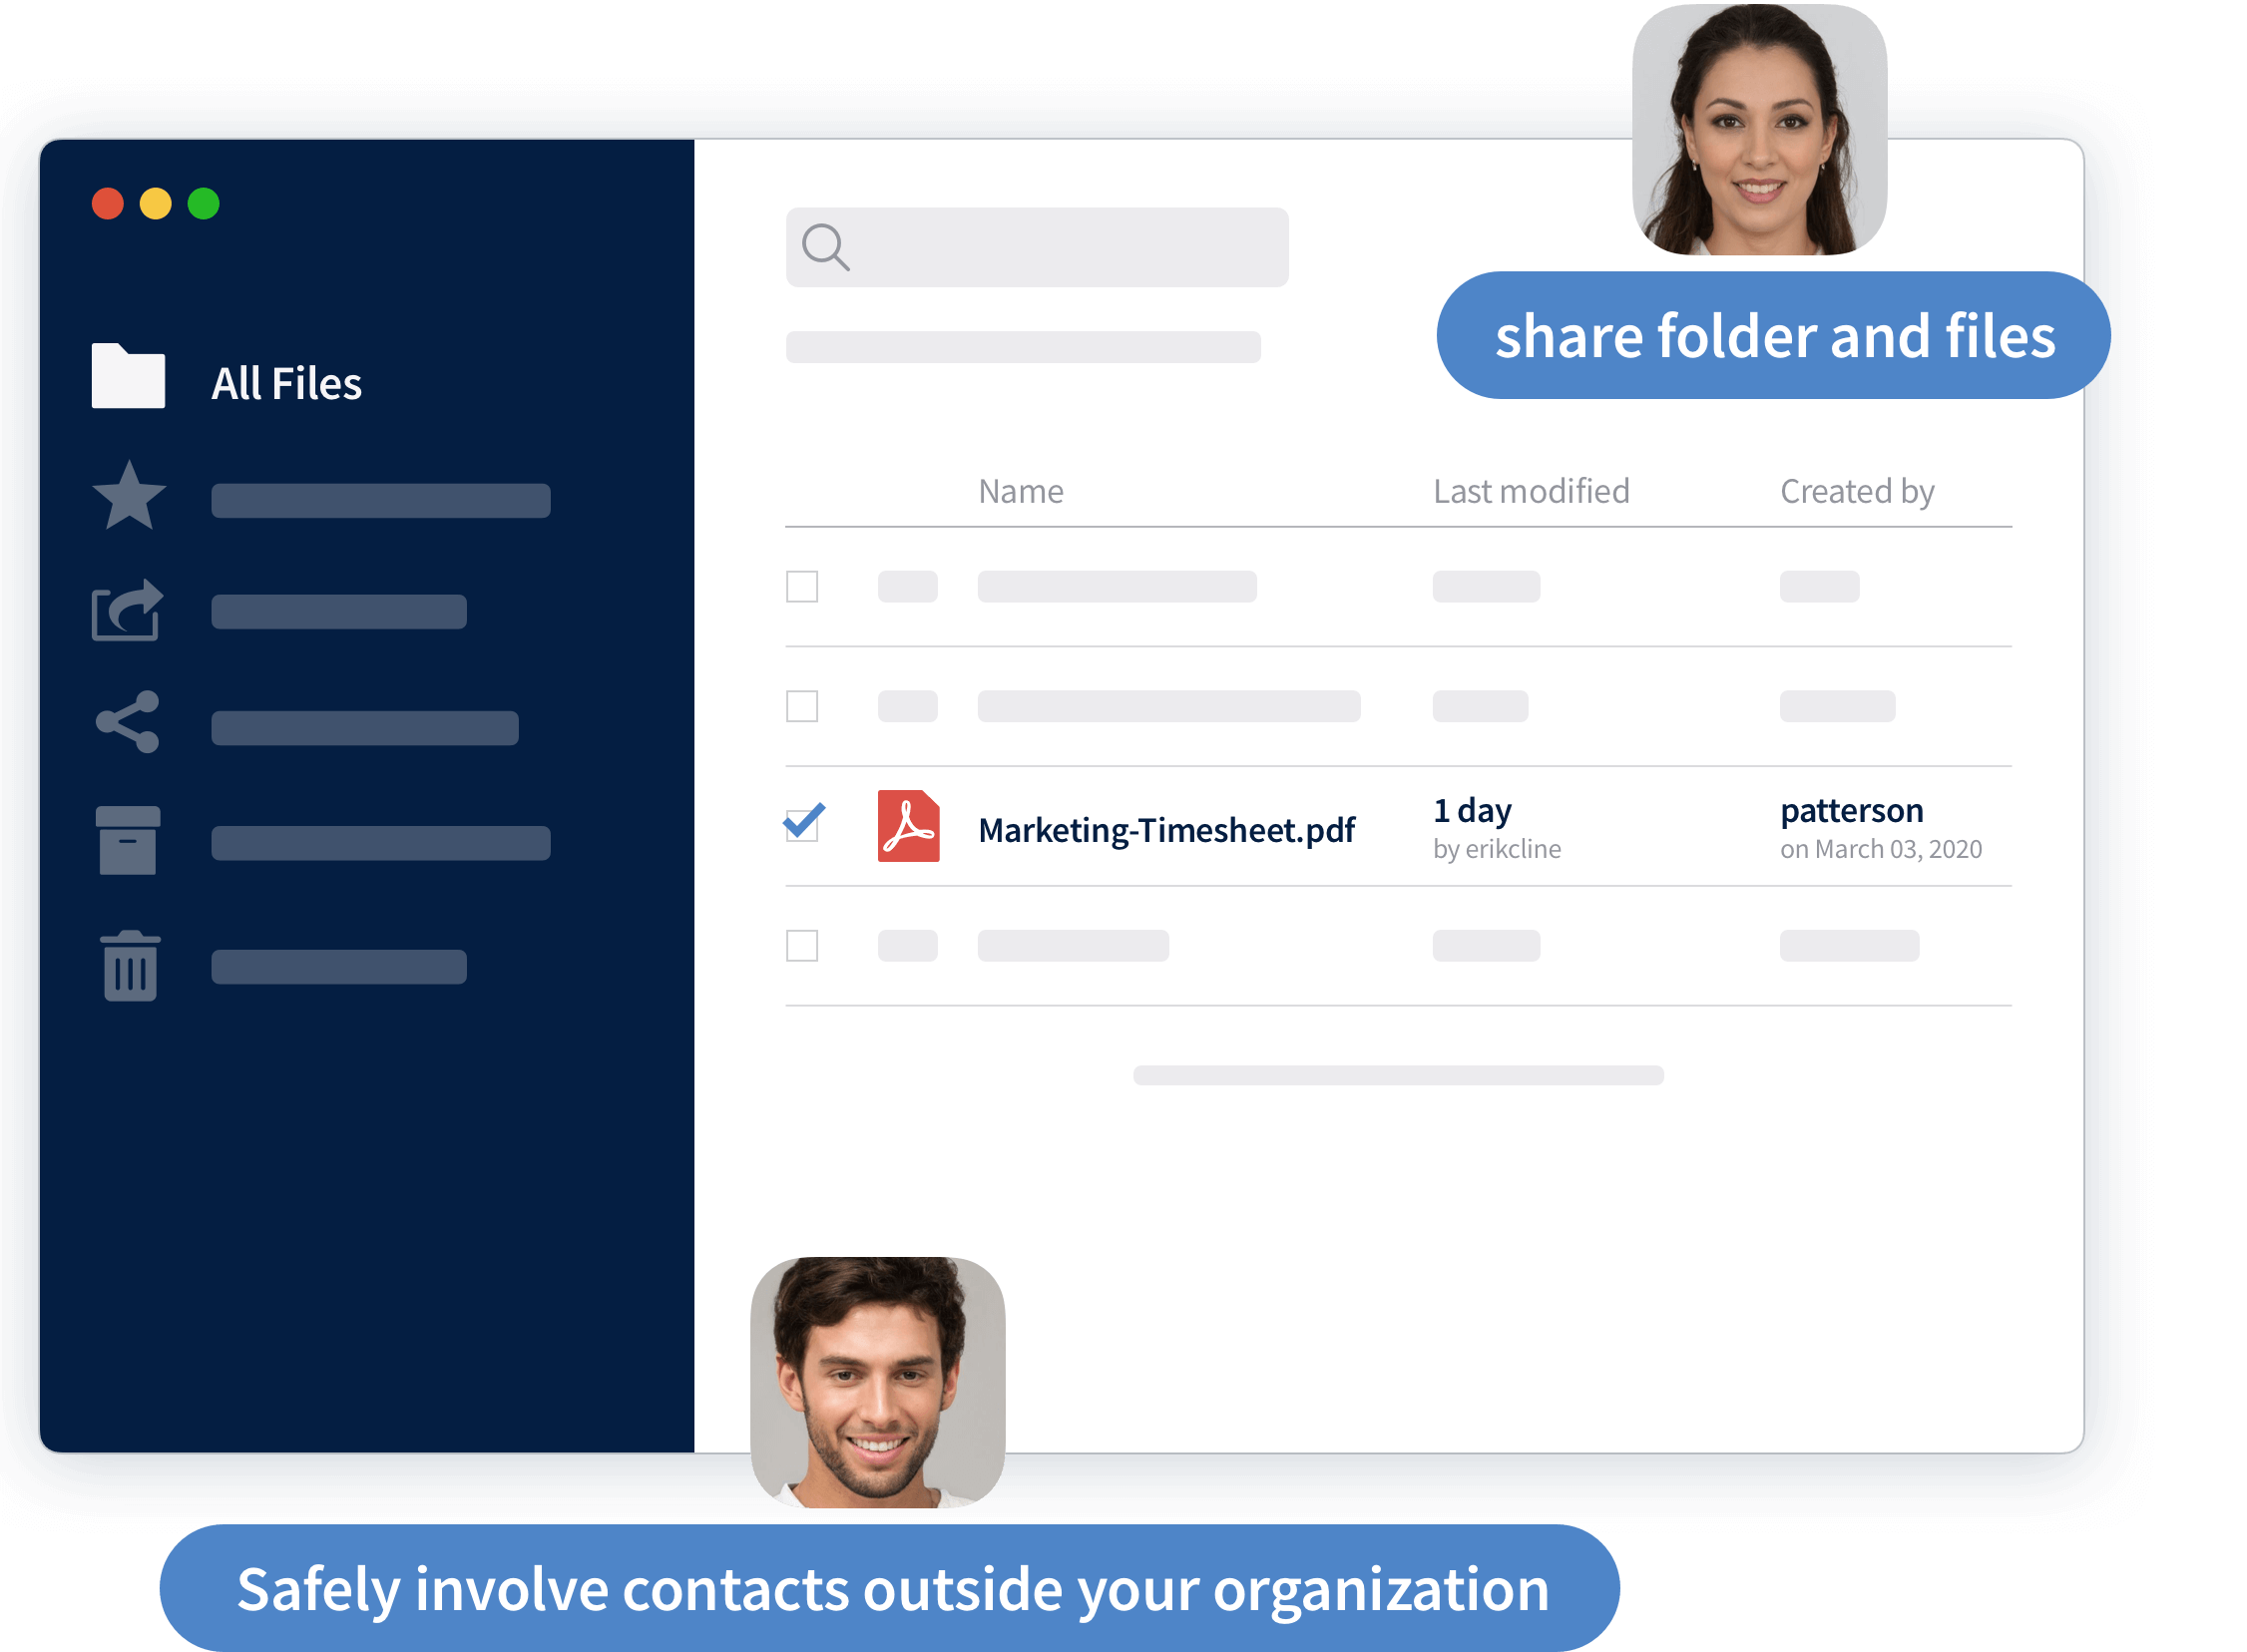 share folder and files
All Files
Name Last modified Created by
Marketing-Timesheet.pdf
1 day
by erikcline
patterson
on March 03, 2020
Safely involve contacts outside your organization